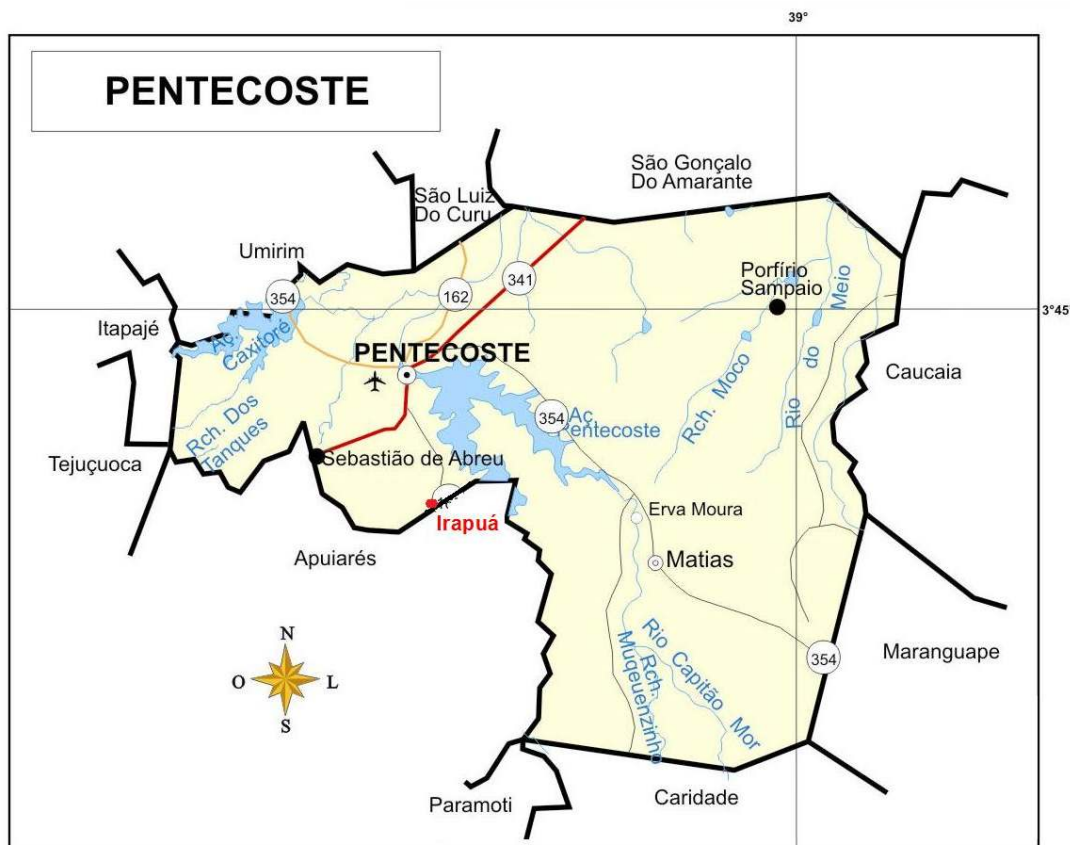 39°
PENTECOSTE
São Gonçalo
Do Amarante
São Luiz
Do Curu
Umirim
Porfírio
Sampaio
341
162
354
3°45'
Itapajé
Aç.
Caxitoré
Rio do Meio
PENTECOSTE
Caucaia
Rch. Moco
354
Aç.
Pentecoste
Rch. Dos
Tanques
Tejuçuoca
Sebastião de Abreu
Irapuá
Erva Moura
Apuiarés
Matias
N
O
L
S
Rio Capitão Mor
Rch.
Muqeuenzinho
354
Maranguape
Paramoti
Caridade